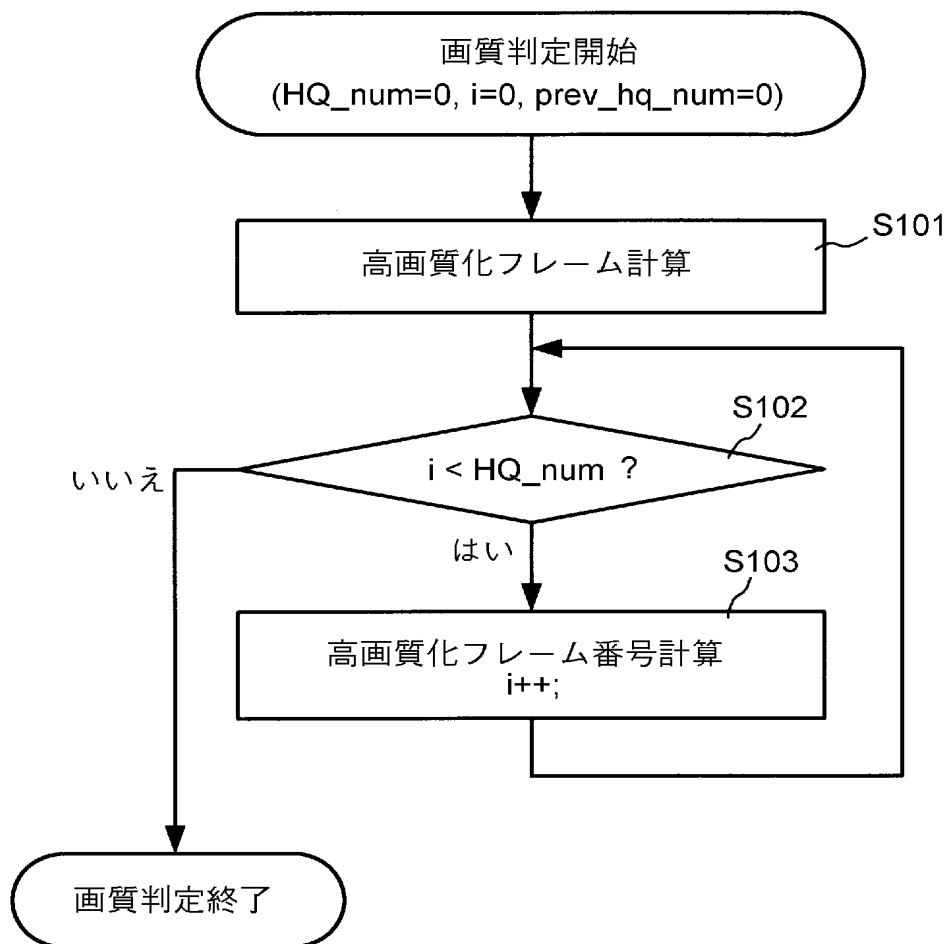 画質判定開始
(HQ_num=0, i=0, prev_hq_num=0)
S101
高画質化フレーム計算
S102
i < HQ_num ?
いいえ
はい
S103
高画質化フレーム番号計算
i++;
画質判定終了